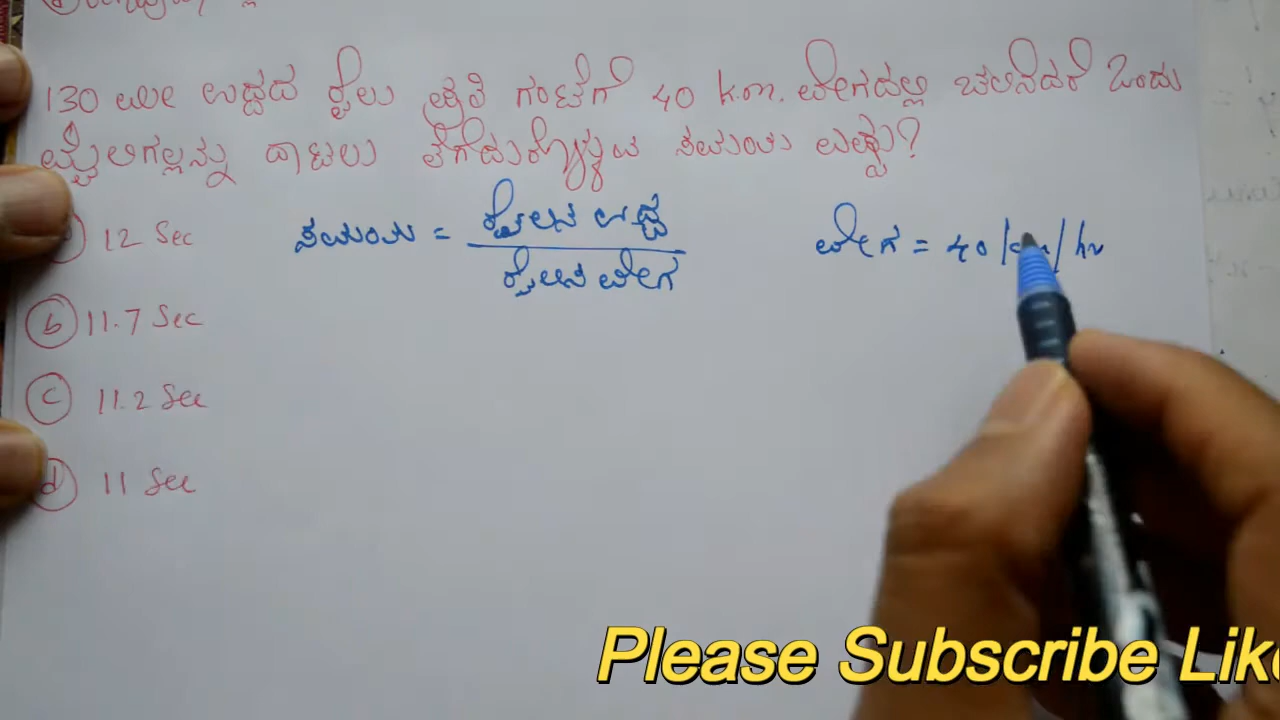 130 ಮೀ ಉದ್ದದ ರೈಲು ಪ್ರತಿ ಗಂಟೆಗೆ 40 k.m. ವೇಗದಲ್ಲಿ ಚಲಿಸಿದರೆ ಒಂದು
ಮೈಲಿಗಲ್ಲನ್ನು ದಾಟಲು ತೆಗೆದುಕೊಳ್ಳುವ ಸಮಯ ಎಷ್ಟು?
12 Sec
ಸಮಯ = ರೈಲಿನ ಉದ್ದ
ರೈಲಿನ ವೇಗ
ವೇಗ = 40 km/hr
b 11.7 Sec
c 11.2 Sec
d 11 Sec
Please Subscribe Like